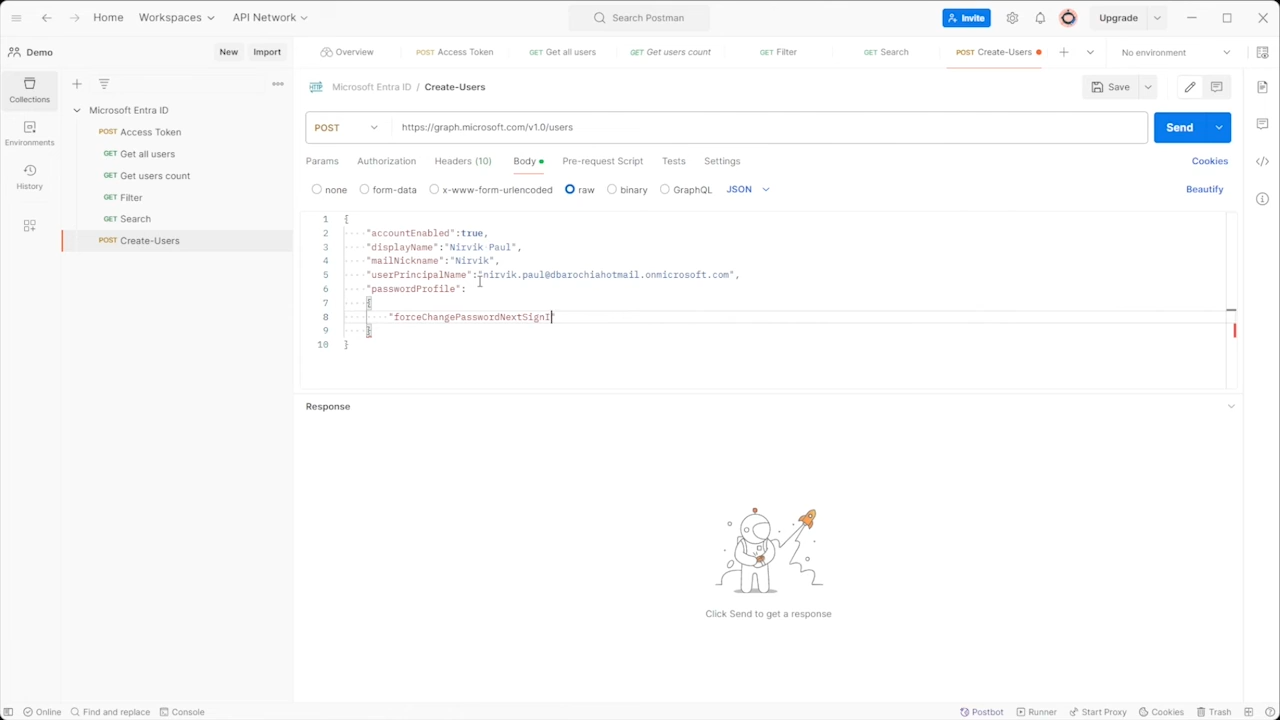 Home Workspaces API Network Search Postman Invite Upgrade
Demo New Import Overview POST Access Token GET Get all users GET Get users count GET Filter GET Search POST Create-Users No environment
Collections
Environments
History
Microsoft Entra ID
POST Access Token
GET Get all users
GET Get users count
GET Filter
GET Search
POST Create-Users
HTTP Microsoft Entra ID / Create-Users Save
POST https://graph.microsoft.com/v1.0/users Send
Params Authorization Headers (10) Body Pre-request Script Tests Settings Cookies
none form-data x-www-form-urlencoded raw binary GraphQL JSON Beautify
1 {
2 "accountEnabled":true,
3 "displayName":"Nirvik Paul",
4 "mailNickname":"Nirvik",
5 "userPrincipalName":"nirvik.paul@dbarochiahotmail.onmicrosoft.com",
6 "passwordProfile":
7 {
8 "forceChangePasswordNextSignI"
9 }
10 }
Response
Click Send to get a response
Online Find and replace Console Postbot Runner Start Proxy Cookies Trash